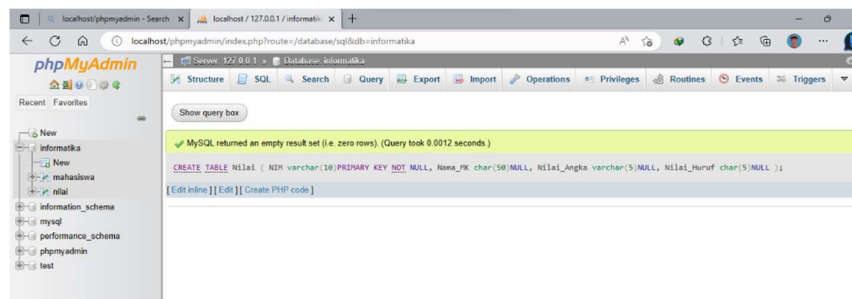 localhost/phpmyadmin - Search
localhost / 127.0.0.1 / informatik
localhost/phpmyadmin/index.php?route=/database/sql&db=informatika
phpMyAdmin
Server: 127.0.0.1 » Database: informatika
Structure SQL Search Query Export Import Operations Privileges Routines Events Triggers
Recent Favorites
Show query box
New
informatika
New
mahasiswa
nilai
information_schema
mysql
performance_schema
phpmyadmin
test
MySQL returned an empty result set (i.e. zero rows). (Query took 0.0012 seconds.)
CREATE TABLE Nilai ( NIM varchar(10)PRIMARY KEY NOT NULL, Nama_MK char(50)NULL, Nilai_Angka varchar(5)NULL, Nilai_Huruf char(5)NULL );
[ Edit inline ] [ Edit ] [ Create PHP code ]